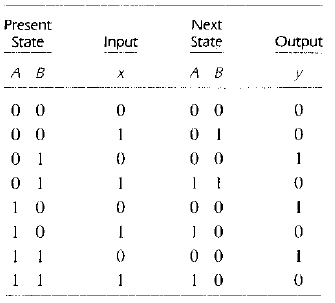 Present Next
State Input State Output
A B x A B y
0 0 0 0 0 0
0 0 1 0 1 0
0 1 0 0 0 1
0 1 1 1 1 0
1 0 0 0 0 1
1 0 1 1 0 0
1 1 0 0 0 1
1 1 1 1 0 0